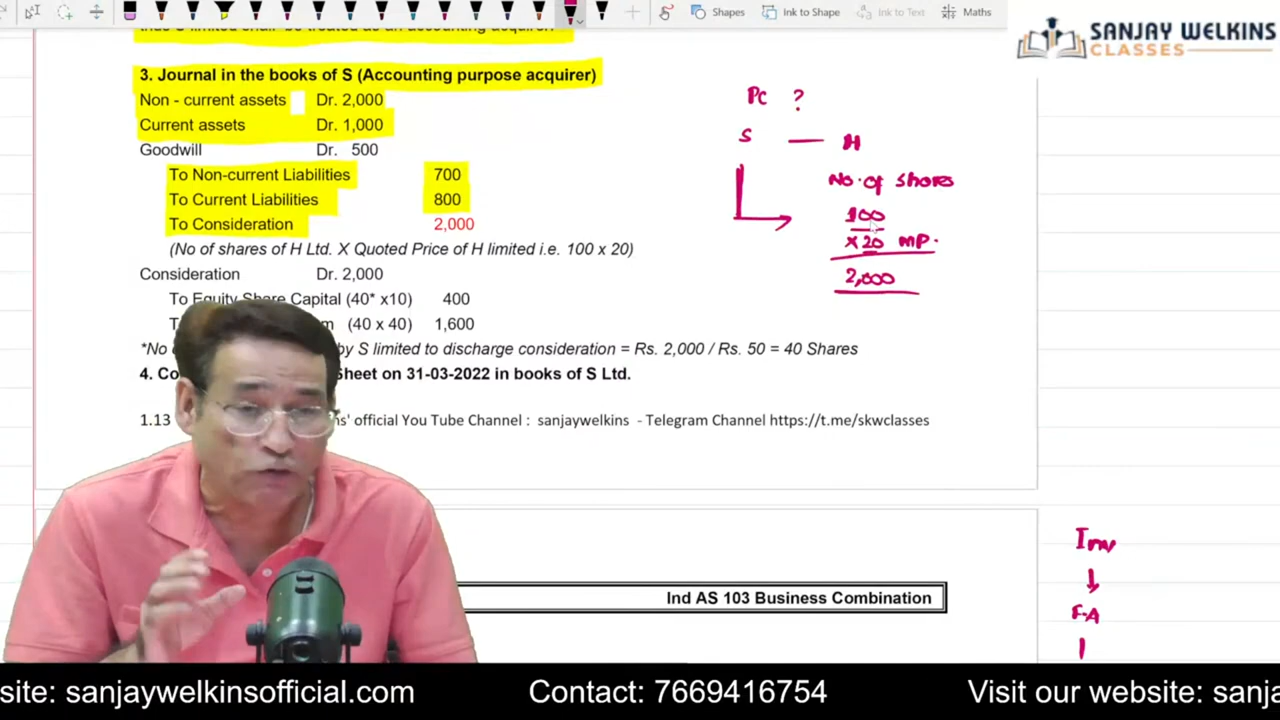 Shapes
Ink to Shape
Ink to Text
Maths
SANJAY WELKINS
CLASSES
3. Journal in the books of S (Accounting purpose acquirer)
Non - current assets Dr. 2,000
Current assets Dr. 1,000
Goodwill Dr. 500
To Non-current Liabilities 700
To Current Liabilities 800
To Consideration 2,000
(No of shares of H Ltd. X Quoted Price of H limited i.e. 100 x 20)
Consideration Dr. 2,000
To Equity Share Capital (40* x10) 400
(40 x 40) 1,600
*No by S limited to discharge consideration = Rs. 2,000 / Rs. 50 = 40 Shares
4. Sheet on 31-03-2022 in books of S Ltd.
1.13 official You Tube Channel : sanjaywelkins - Telegram Channel https://t.me/skwclasses
PC ?
S — H
No. of shares
100
x 20 MP.
2,000
Ind AS 103 Business Combination
Inv
↓
F.A
site: sanjaywelkinsofficial.com Contact: 7669416754 Visit our website: sanj